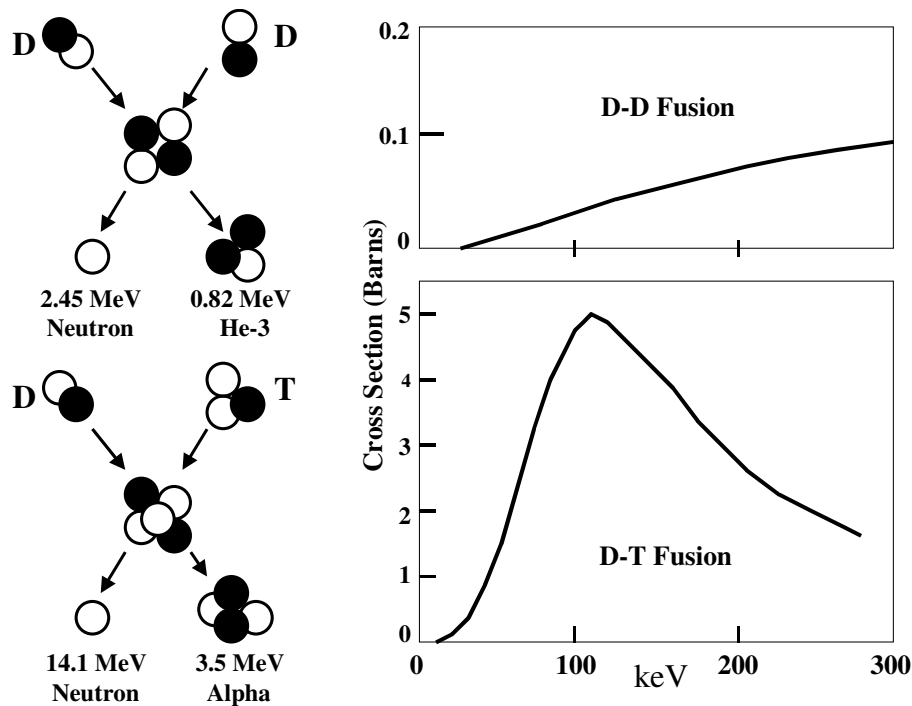 D
D
2.45 MeV
Neutron
0.82 MeV
He-3
D
T
14.1 MeV
Neutron
3.5 MeV
Alpha
Cross Section (Barns)
0.2
0.1
0
D-D Fusion
5
4
3
2
1
0
D-T Fusion
0
100
200
300
keV